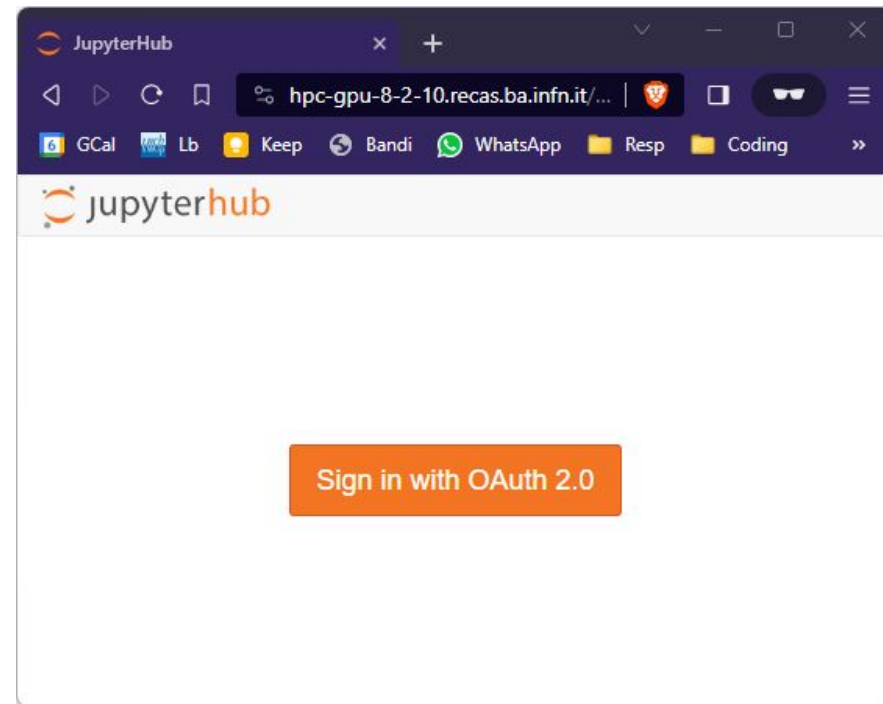 JupyterHub
hpc-gpu-8-2-10.recas.ba.infn.it/...
6 GCal Lb Keep Bandi WhatsApp Resp Coding »
jupyterhub
Sign in with OAuth 2.0